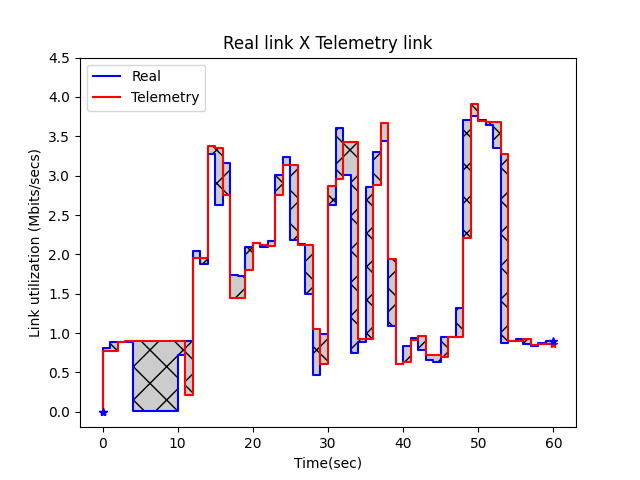 Real link X Telemetry link
Real
Telemetry
Link utilization (Mbits/secs)
4.5
4.0
3.5
3.0
2.5
2.0
1.5
1.0
0.5
0.0
0 10 20 30 40 50 60
Time(sec)